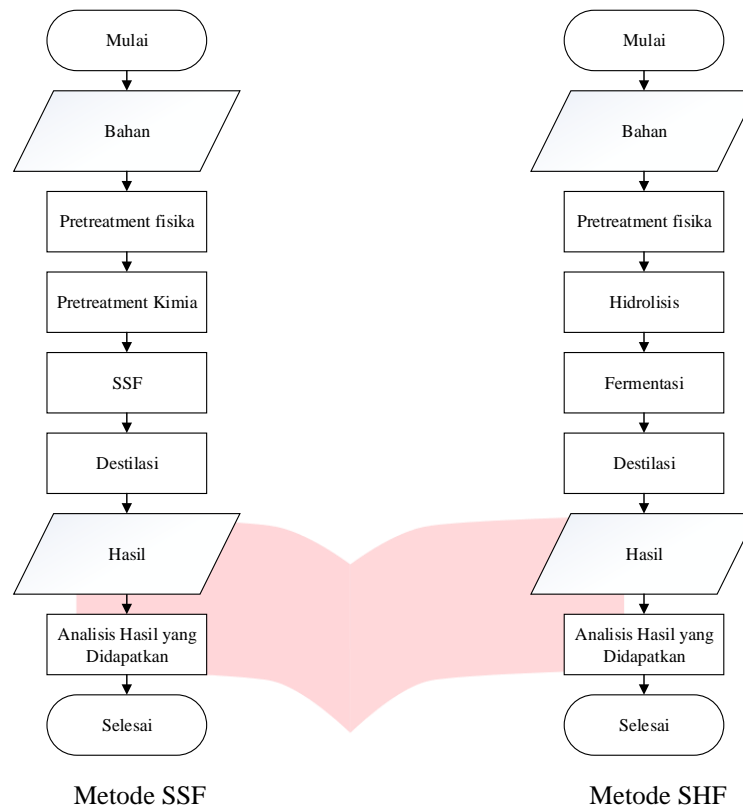 Mulai
Bahan
Pretreatment fisika
Pretreatment Kimia
SSF
Destilasi
Hasil
Analisis Hasil yang
Didapatkan
Selesai
Metode SSF
Mulai
Bahan
Pretreatment fisika
Hidrolisis
Fermentasi
Destilasi
Hasil
Analisis Hasil yang
Didapatkan
Selesai
Metode SHF